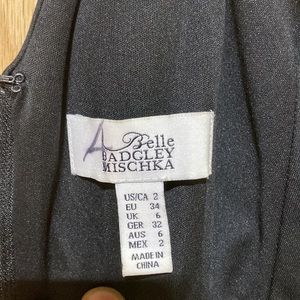 Belle
BADGLEY
MISCHKA
US/CA 2
EU 34
UK 6
GER 32
AUS 6
MEX 2
MADE IN
CHINA